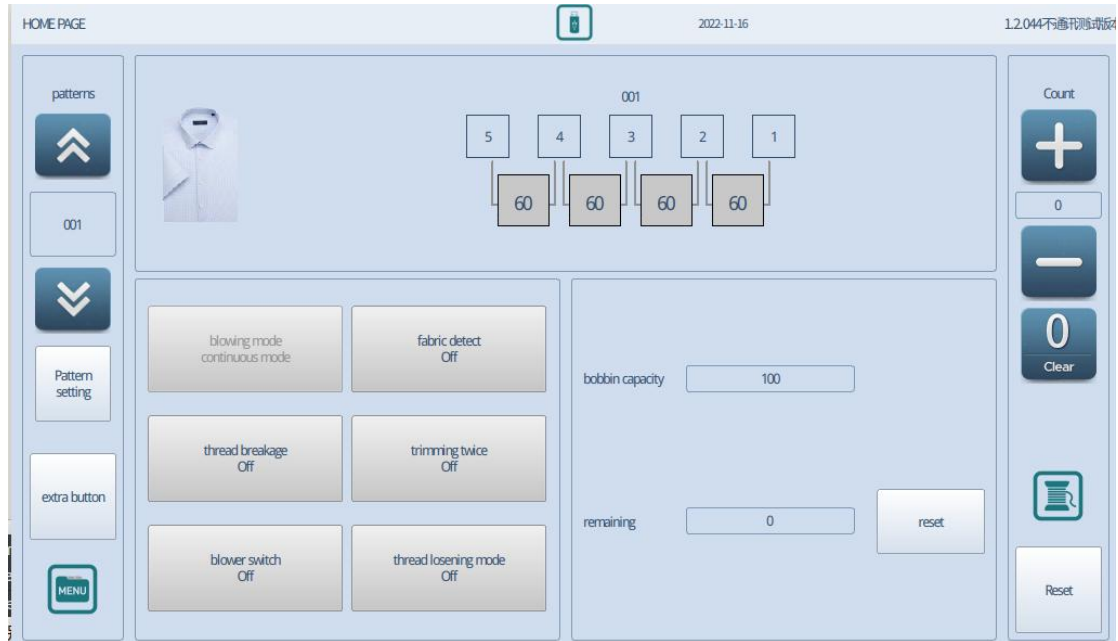 HOME PAGE
2022-11-16
1.2.044不通讯测试版本
patterns
001
Pattern
setting
extra button
MENU
001
5 4 3 2 1
60 60 60 60
blowing mode
continuous mode
fabric detect
Off
thread breakage
Off
trimming twice
Off
blower switch
Off
thread losening mode
Off
bobbin capacity 100
remaining 0 reset
Count
0
0
Clear
Reset